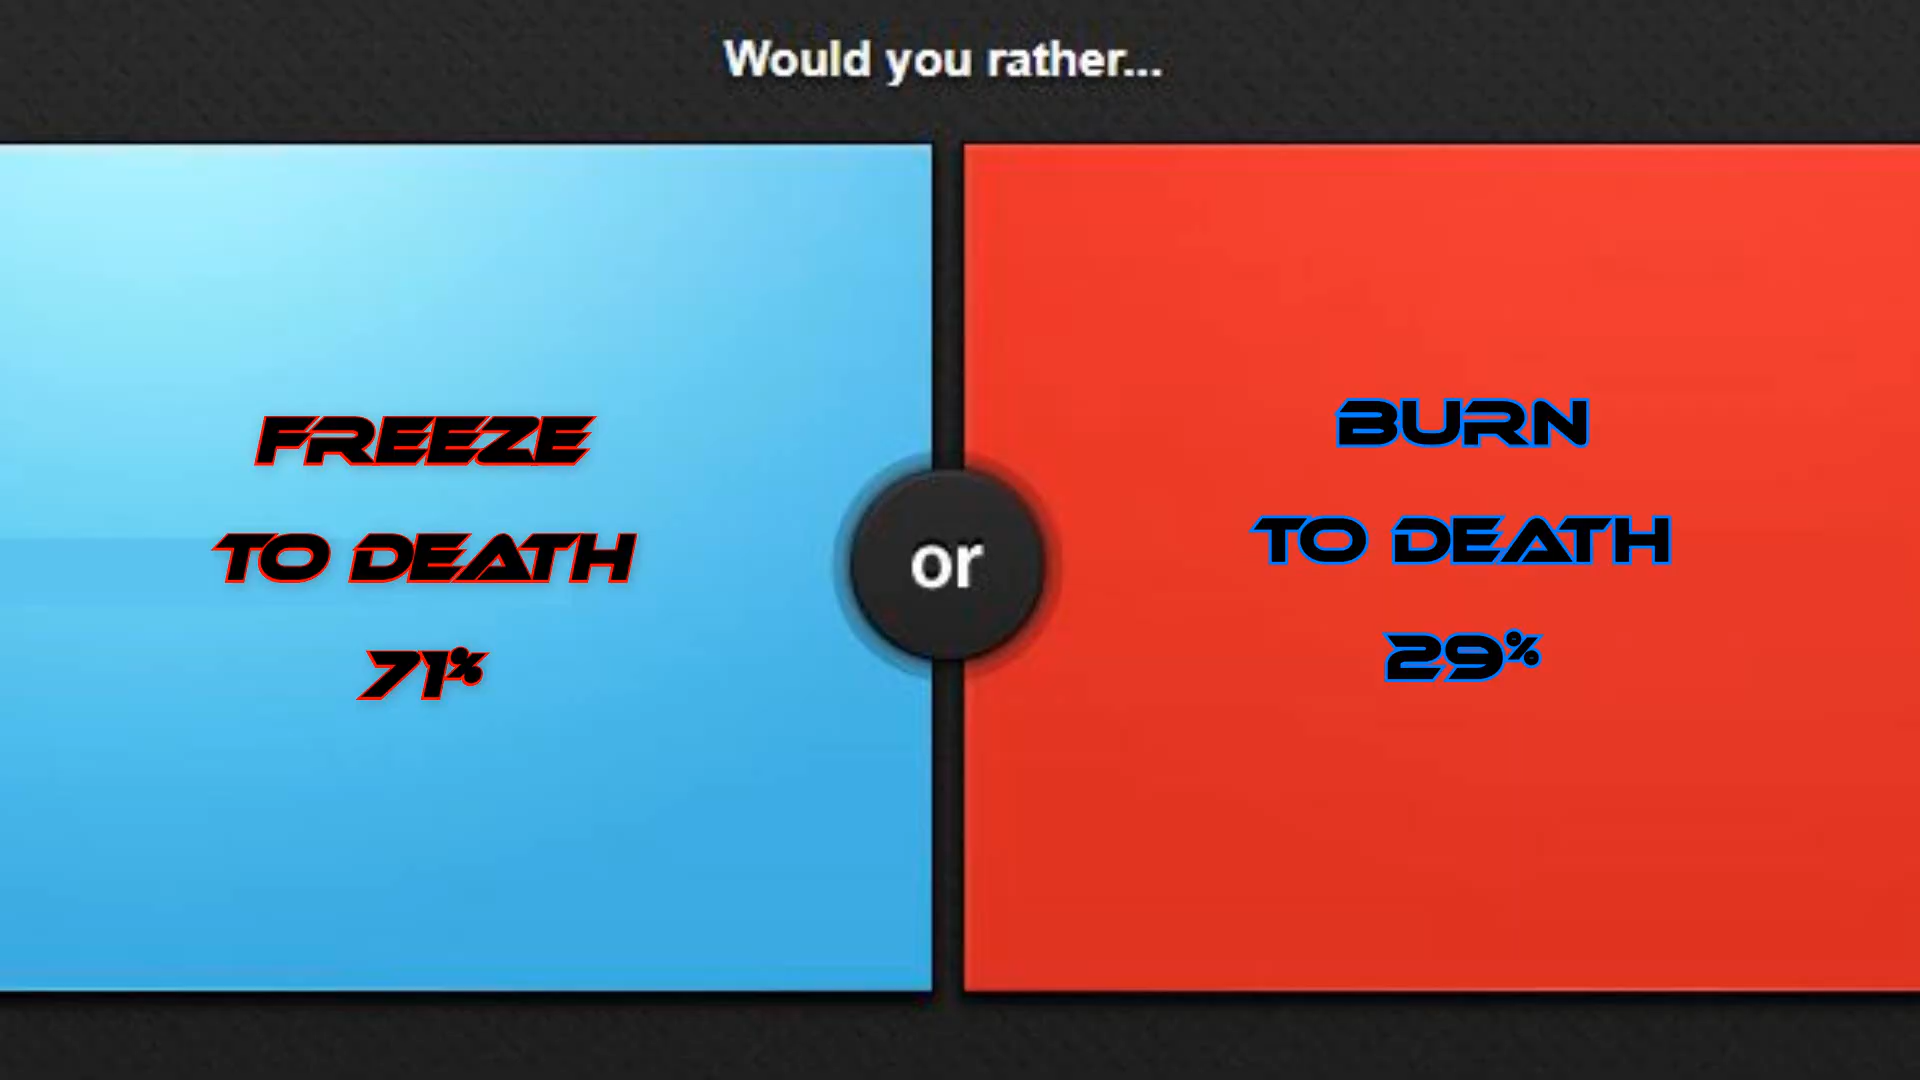 Would you rather...
FREEZE
TO DEATH
71%
or
BURN
TO DEATH
29%